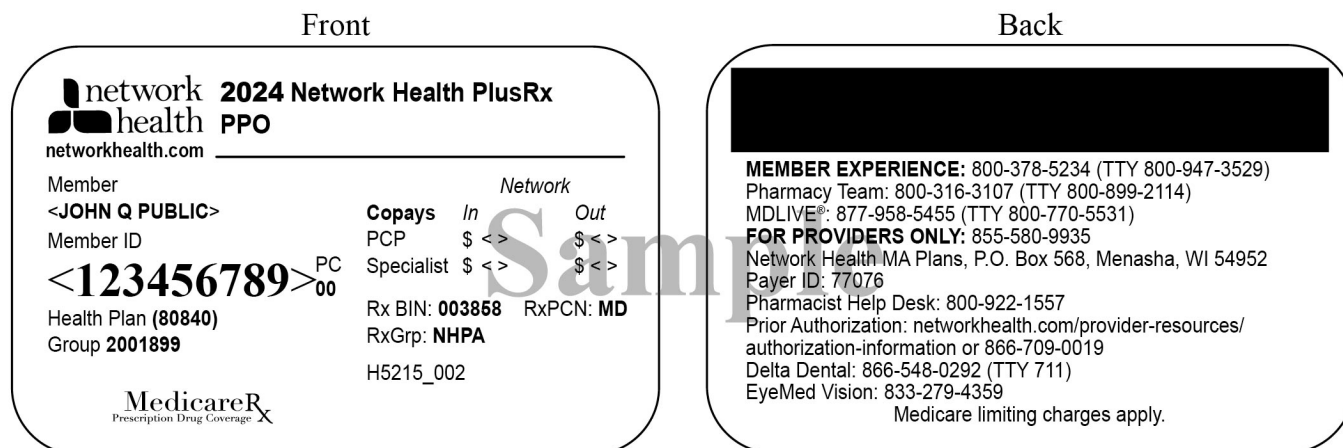 Front
network health
2024 Network Health PlusRx
PPO
networkhealth.com
Member
<JOHN Q PUBLIC>
Member ID
<123456789> PC 00
Health Plan (80840)
Group 2001899
MedicareRx
Prescription Drug Coverage
Network
Copays In Out
PCP $ < > $ < >
Specialist $ < > $ < >
Rx BIN: 003858 RxPCN: MD
RxGrp: NHPA
H5215_002
Sample
Back
MEMBER EXPERIENCE: 800-378-5234 (TTY 800-947-3529)
Pharmacy Team: 800-316-3107 (TTY 800-899-2114)
MDLIVE®: 877-958-5455 (TTY 800-770-5531)
FOR PROVIDERS ONLY: 855-580-9935
Network Health MA Plans, P.O. Box 568, Menasha, WI 54952
Payer ID: 77076
Pharmacist Help Desk: 800-922-1557
Prior Authorization: networkhealth.com/provider-resources/
authorization-information or 866-709-0019
Delta Dental: 866-548-0292 (TTY 711)
EyeMed Vision: 833-279-4359
Medicare limiting charges apply.